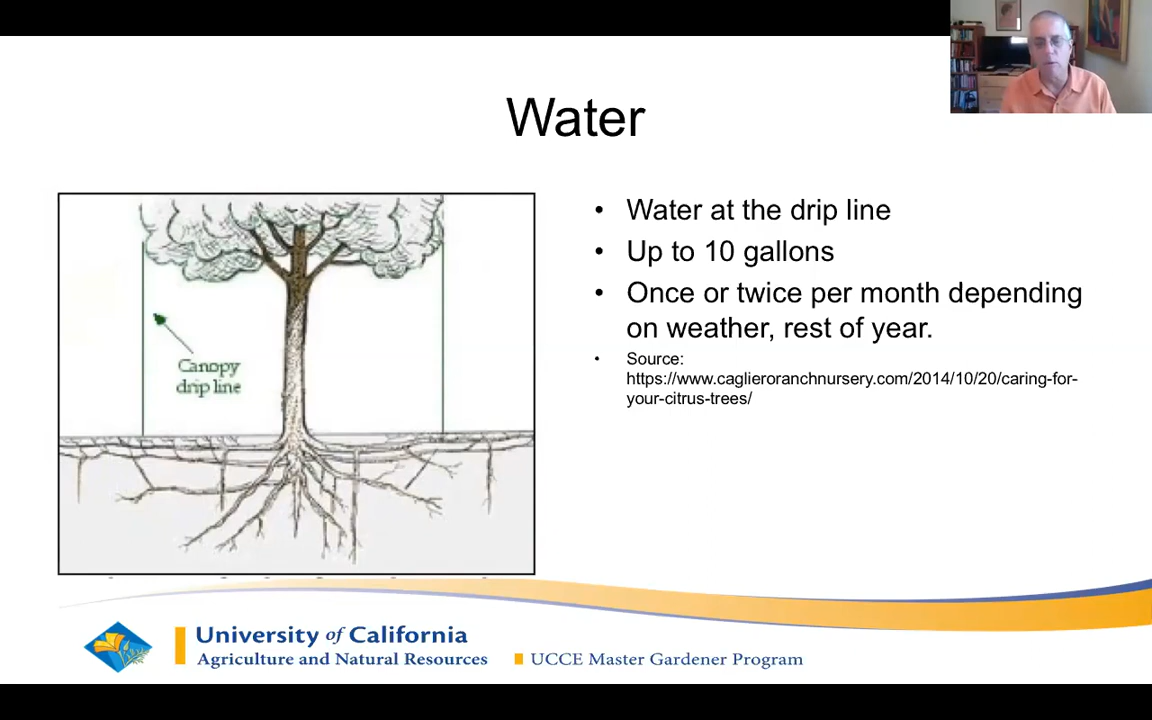 Water
Canopy
drip line
• Water at the drip line
• Up to 10 gallons
• Once or twice per month depending
on weather, rest of year.
• Source:
https://www.caglieroranchnursery.com/2014/10/20/caring-for-
your-citrus-trees/
University of California
Agriculture and Natural Resources
UCCE Master Gardener Program